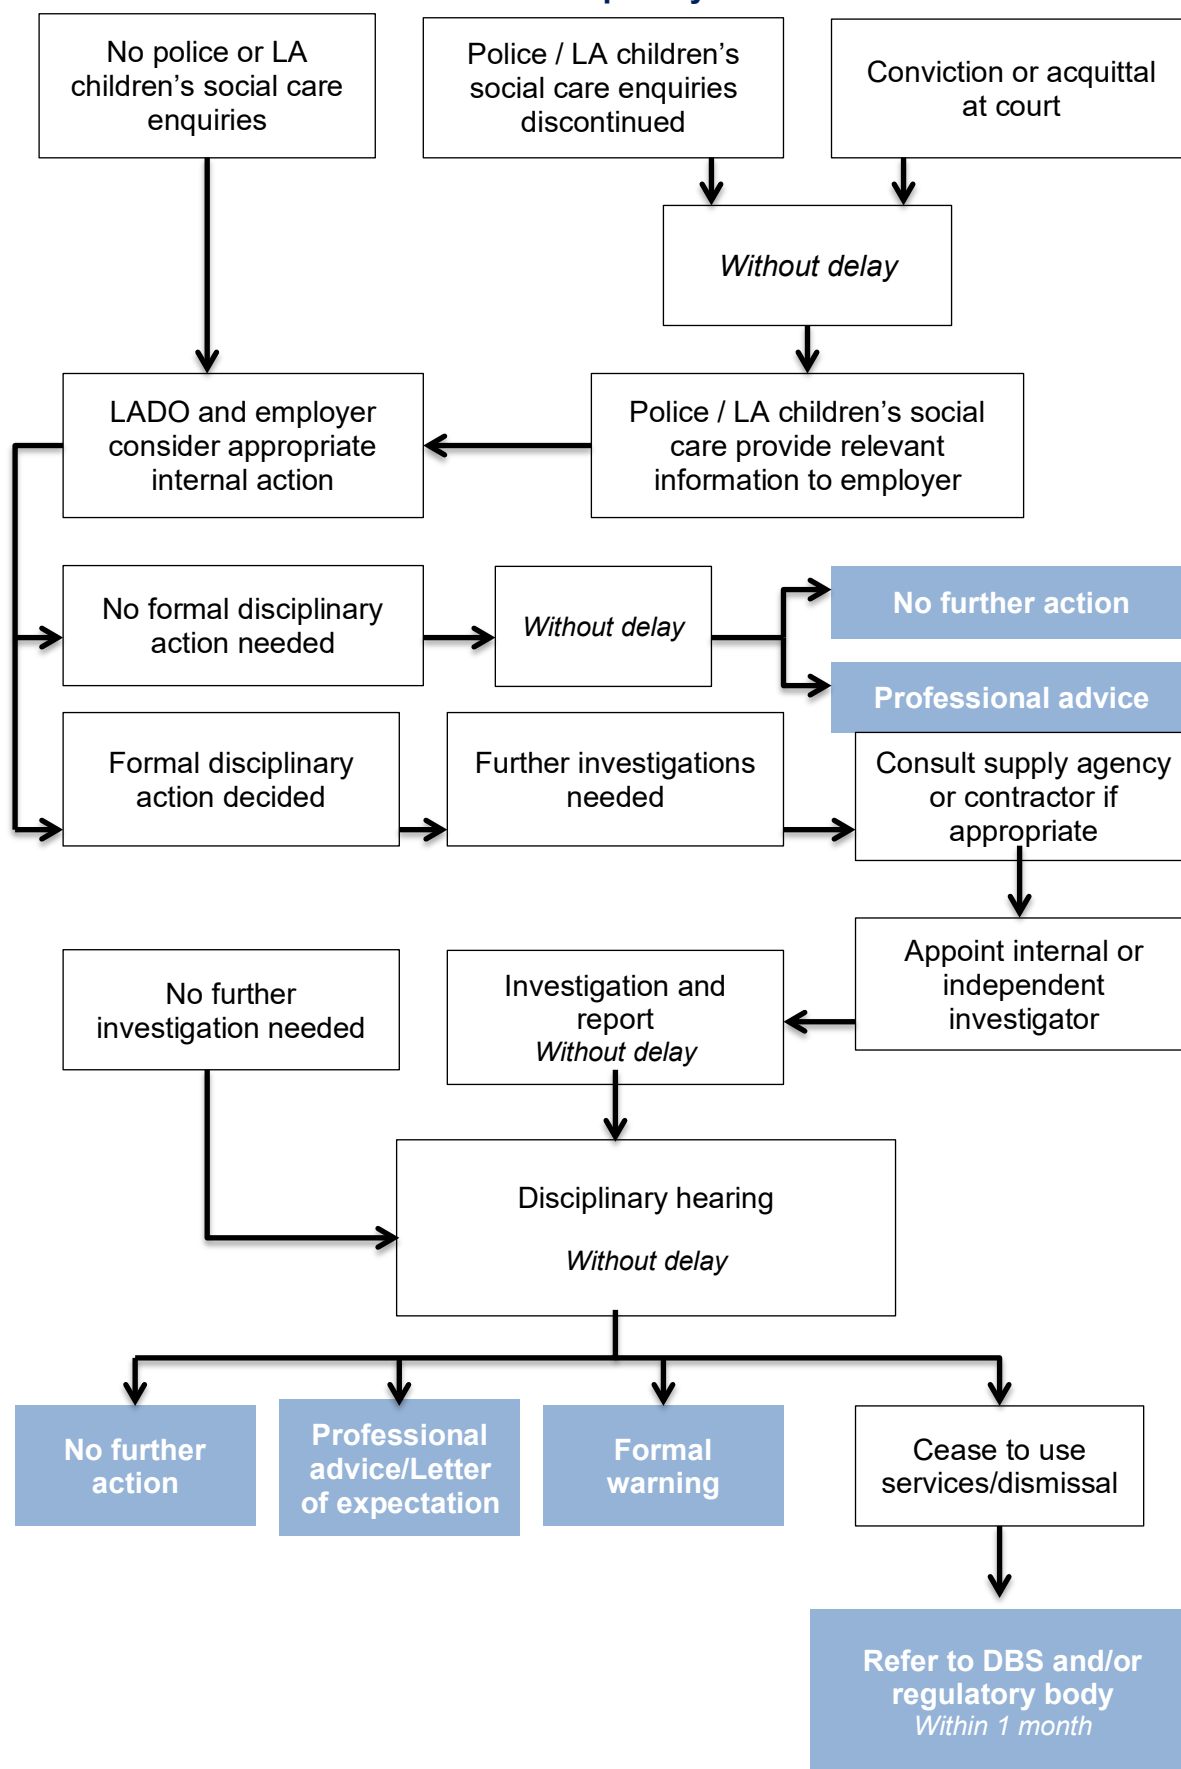 No police or LA
children’s social care
enquiries
Police / LA children’s
social care enquiries
discontinued
Conviction or acquittal
at court
Without delay
LADO and employer
consider appropriate
internal action
Police / LA children’s social
care provide relevant
information to employer
No formal disciplinary
action needed
Without delay
No further action
Professional advice
Formal disciplinary
action decided
Further investigations
needed
Consult supply agency
or contractor if
appropriate
No further
investigation needed
Investigation and
report
Without delay
Appoint internal or
independent
investigator
Disciplinary hearing
Without delay
No further
action
Professional
advice/Letter
of expectation
Formal
warning
Cease to use
services/dismissal
Refer to DBS and/or
regulatory body
Within 1 month